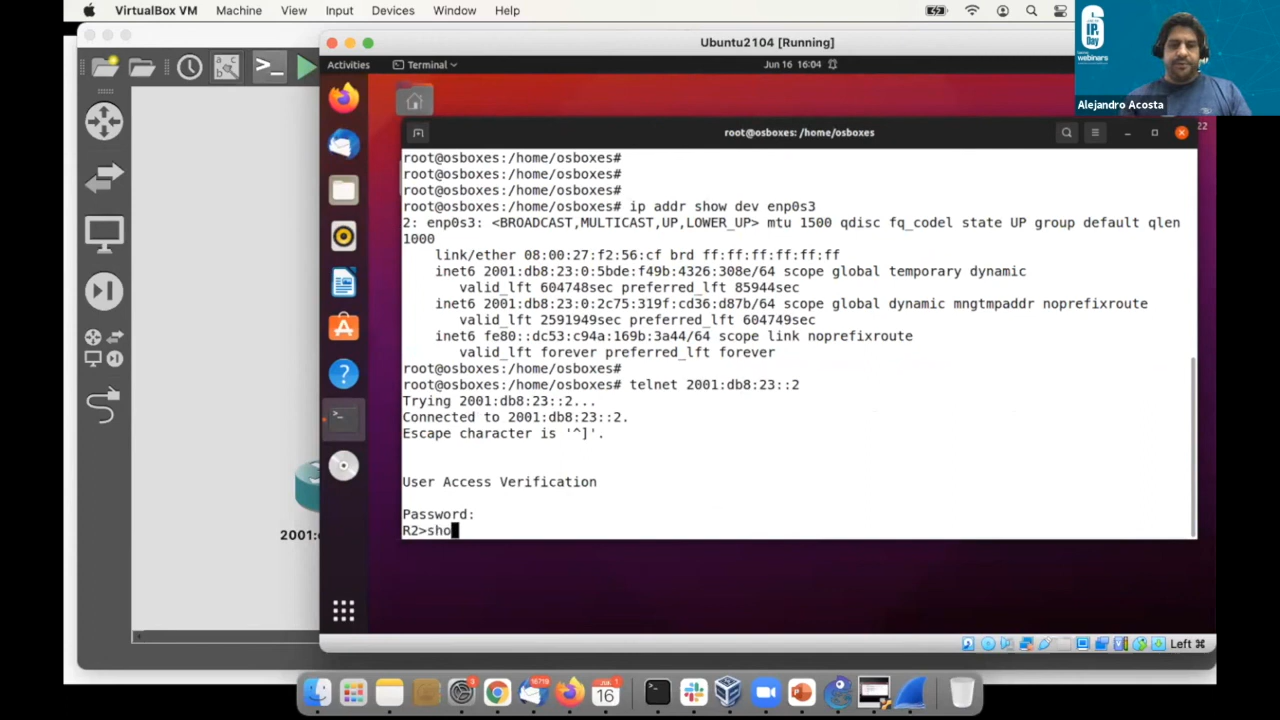 VirtualBox VM Machine View Input Devices Window Help
IPv6 Day
webinars
Alejandro Acosta
Ubuntu2104 [Running]
Activities Terminal Jun 16 16:04
root@osboxes: /home/osboxes
22
root@osboxes:/home/osboxes#
root@osboxes:/home/osboxes#
root@osboxes:/home/osboxes#
root@osboxes:/home/osboxes# ip addr show dev enp0s3
2: enp0s3: <BROADCAST,MULTICAST,UP,LOWER_UP> mtu 1500 qdisc fq_codel state UP group default qlen
1000
link/ether 08:00:27:f2:56:cf brd ff:ff:ff:ff:ff:ff
inet6 2001:db8:23:0:5bde:f49b:4326:308e/64 scope global temporary dynamic
valid_lft 604748sec preferred_lft 85944sec
inet6 2001:db8:23:0:2c75:319f:cd36:d87b/64 scope global dynamic mngtmpaddr noprefixroute
valid_lft 2591949sec preferred_lft 604749sec
inet6 fe80::dc53:c94a:169b:3a44/64 scope link noprefixroute
valid_lft forever preferred_lft forever
root@osboxes:/home/osboxes#
root@osboxes:/home/osboxes# telnet 2001:db8:23::2
Trying 2001:db8:23::2...
Connected to 2001:db8:23::2.
Escape character is '^]'.
User Access Verification
Password:
R2>sho
2001:
Left ⌘
3
16719
16